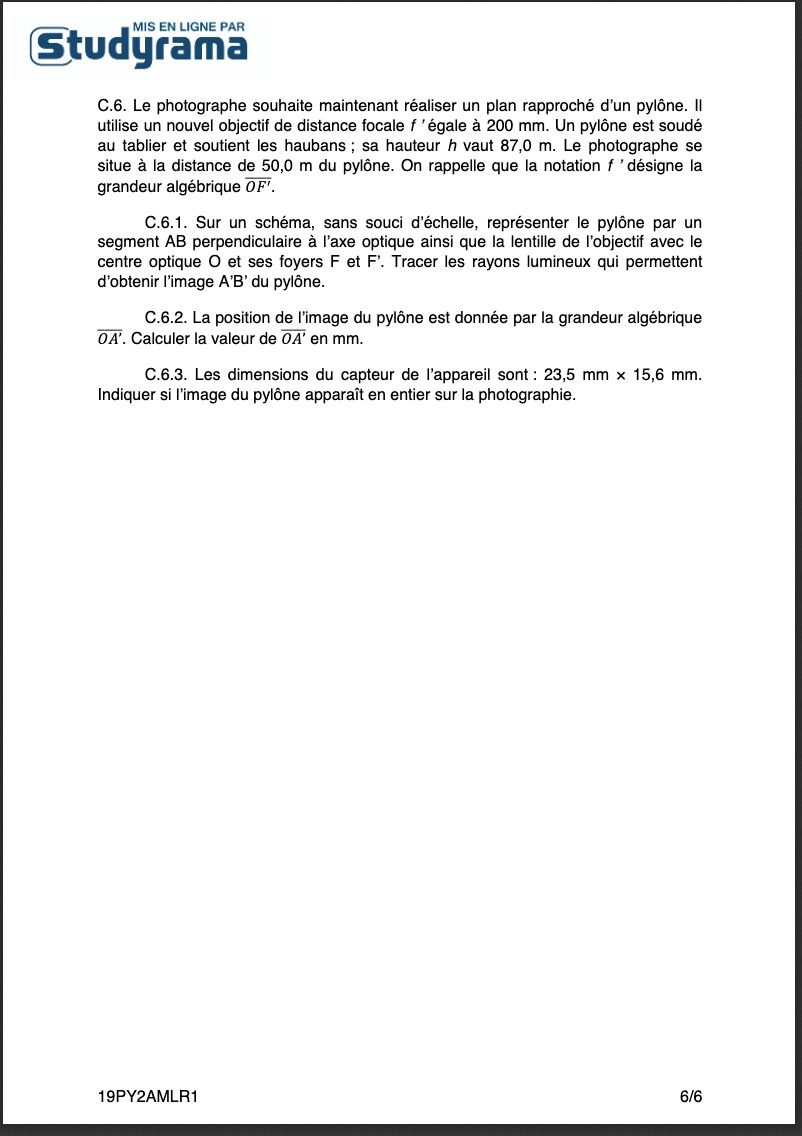 MIS EN LIGNE PAR
Studyrama
C.6. Le photographe souhaite maintenant réaliser un plan rapproché d’un pylône. Il
utilise un nouvel objectif de distance focale f ’ égale à 200 mm. Un pylône est soudé
au tablier et soutient les haubans ; sa hauteur h vaut 87,0 m. Le photographe se
situe à la distance de 50,0 m du pylône. On rappelle que la notation f ’ désigne la
grandeur algébrique O͞F͞′.
C.6.1. Sur un schéma, sans souci d’échelle, représenter le pylône par un
segment AB perpendiculaire à l’axe optique ainsi que la lentille de l’objectif avec le
centre optique O et ses foyers F et F’. Tracer les rayons lumineux qui permettent
d’obtenir l’image A’B’ du pylône.
C.6.2. La position de l’image du pylône est donnée par la grandeur algébrique
O͞A͞’. Calculer la valeur de O͞A͞’ en mm.
C.6.3. Les dimensions du capteur de l’appareil sont : 23,5 mm × 15,6 mm.
Indiquer si l’image du pylône apparaît en entier sur la photographie.
19PY2AMLR1
6/6